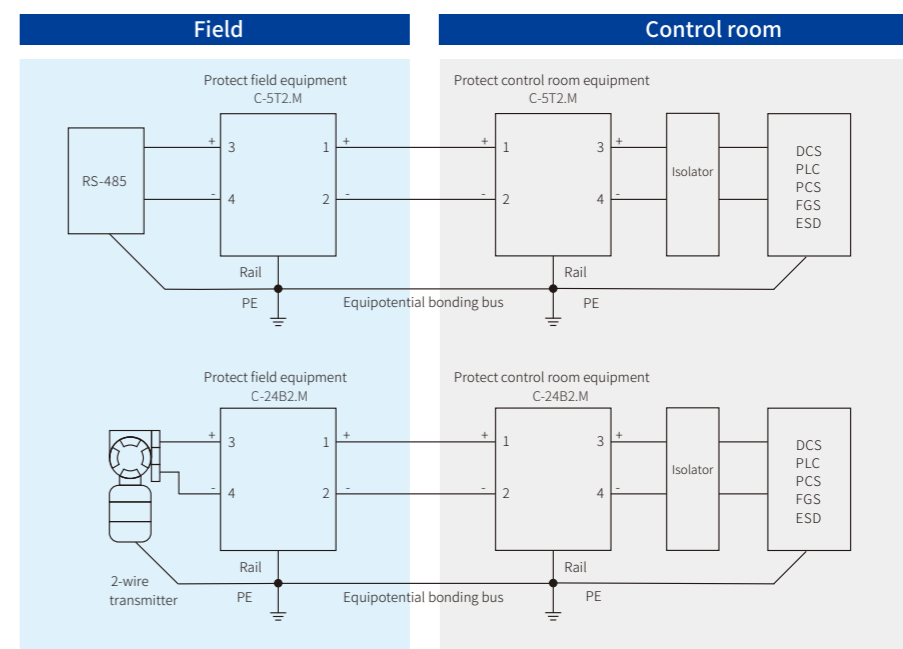 Field
Control room
Protect field equipment
C-5T2.M
Protect control room equipment
C-5T2.M
RS-485
+ 3 1 +
- 4 2 -
+ 1 3 +
- 2 4 -
Isolator
DCS
PLC
PCS
FGS
ESD
Rail
Rail
PE
Equipotential bonding bus
PE
Protect field equipment
C-24B2.M
Protect control room equipment
C-24B2.M
+ 3 1 +
- 4 2 -
+ 1 3 +
- 2 4 -
Isolator
DCS
PLC
PCS
FGS
ESD
2-wire
transmitter
Rail
Rail
PE
Equipotential bonding bus
PE